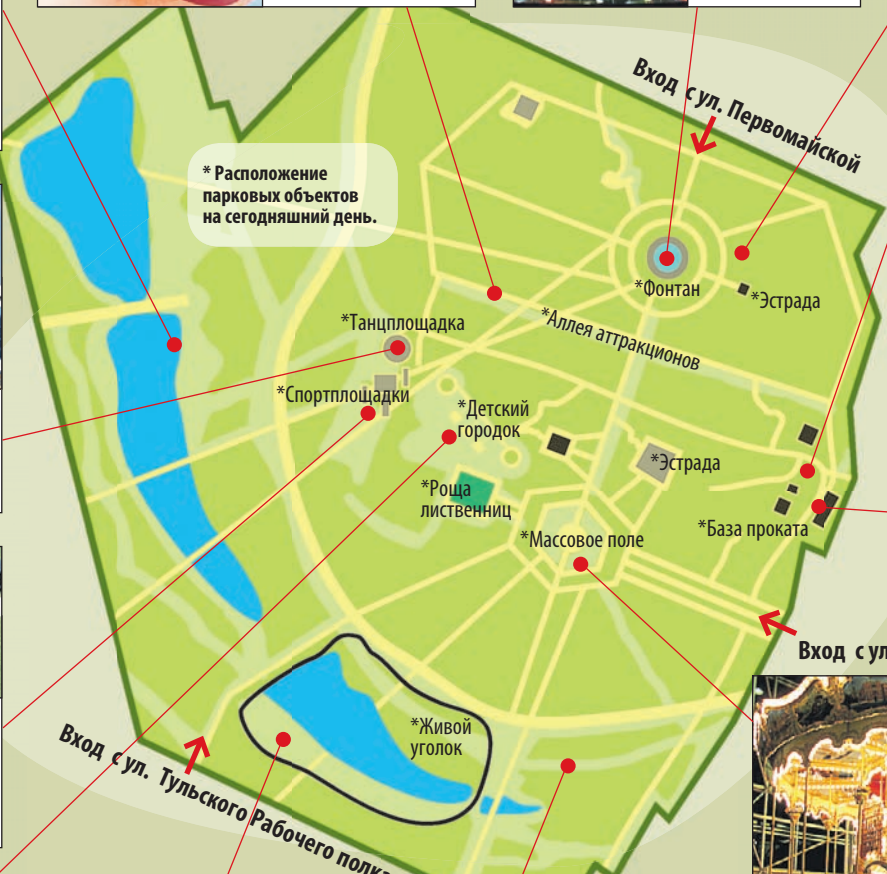 Вход с ул. Первомайской
* Расположение
парковых объектов
на сегодняшний день.
*Фонтан
*Эстрада
*Аллея аттракционов
*Танцплощадка
*Спортплощадки
*Детский
городок
*Эстрада
*Роща
лиственниц
*Массовое поле
*База проката
Вход с ул
*Живой
уголок
Вход с ул. Тульского Рабочего полка